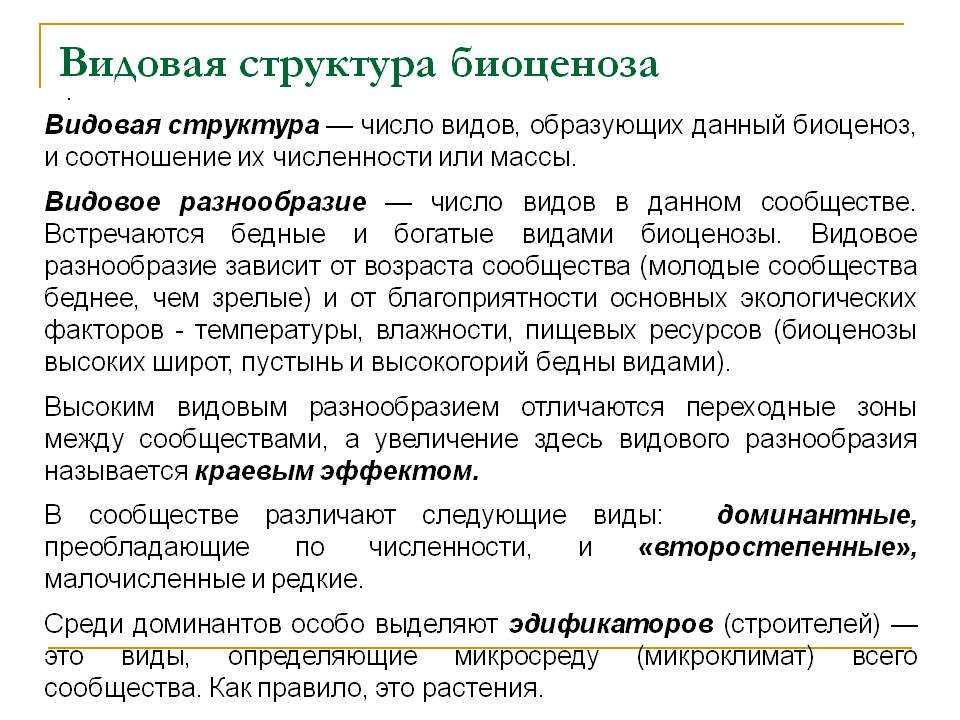 Видовая структура биоценоза
.
Видовая структура — число видов, образующих данный биоценоз,
и соотношение их численности или массы.
Видовое разнообразие — число видов в данном сообществе.
Встречаются бедные и богатые видами биоценозы. Видовое
разнообразие зависит от возраста сообщества (молодые сообщества
беднее, чем зрелые) и от благоприятности основных экологических
факторов - температуры, влажности, пищевых ресурсов (биоценозы
высоких широт, пустынь и высокогорий бедны видами).
Высоким видовым разнообразием отличаются переходные зоны
между сообществами, а увеличение здесь видового разнообразия
называется краевым эффектом.
В сообществе различают следующие виды: доминантные,
преобладающие по численности, и «второстепенные»,
малочисленные и редкие.
Среди доминантов особо выделяют эдификаторов (строителей) —
это виды, определяющие микросреду (микроклимат) всего
сообщества. Как правило, это растения.